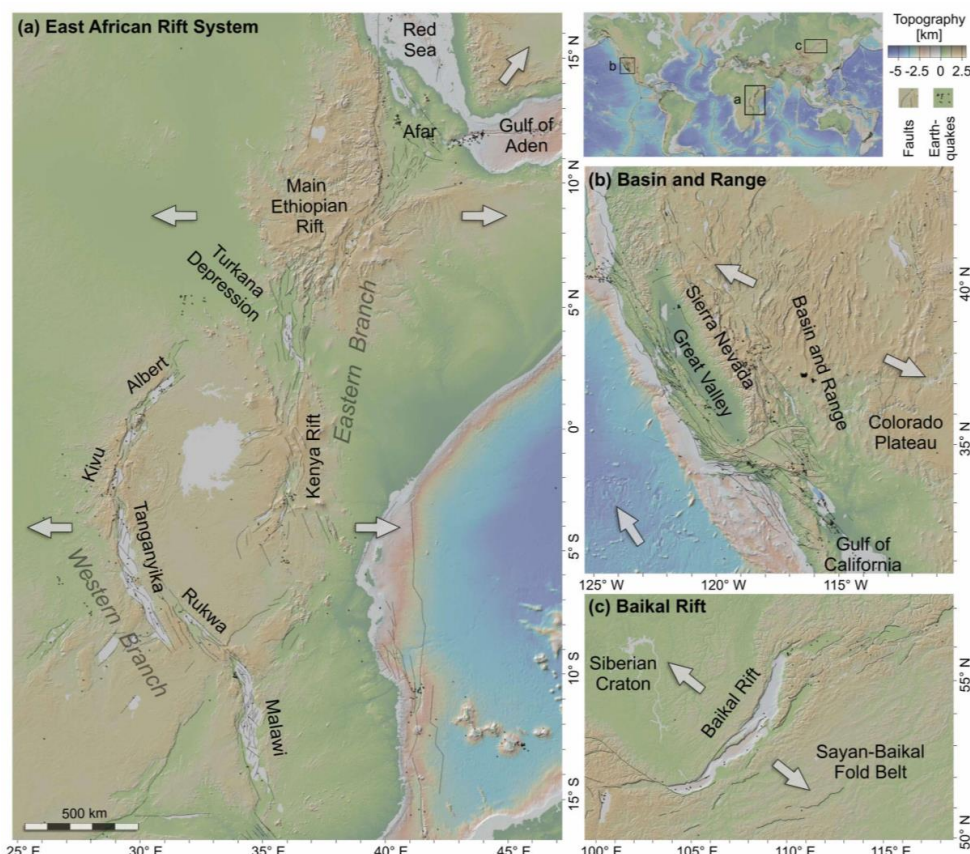 (a) East African Rift System
Red
Sea
Afar
Gulf of
Aden
Main
Ethiopian
Rift
Turkana
Depression
Eastern Branch
Albert
Kivu
Kenya Rift
Tanganyika
Western Branch
Rukwa
Malawi
500 km
25° E
30° E
35° E
40° E
45° E
15° N
10° N
5° N
0°
5° S
10° S
15° S
a
b
c
Topography
[km]
-5 -2.5 0 2.5
Faults
Earth-
quakes
(b) Basin and Range
Sierra Nevada
Great Valley
Basin and Range
Colorado
Plateau
Gulf of
California
40° N
35° N
125° W
120° W
115° W
(c) Baikal Rift
Siberian
Craton
Baikal Rift
Sayan-Baikal
Fold Belt
55° N
50° N
100° E
105° E
110° E
115° E